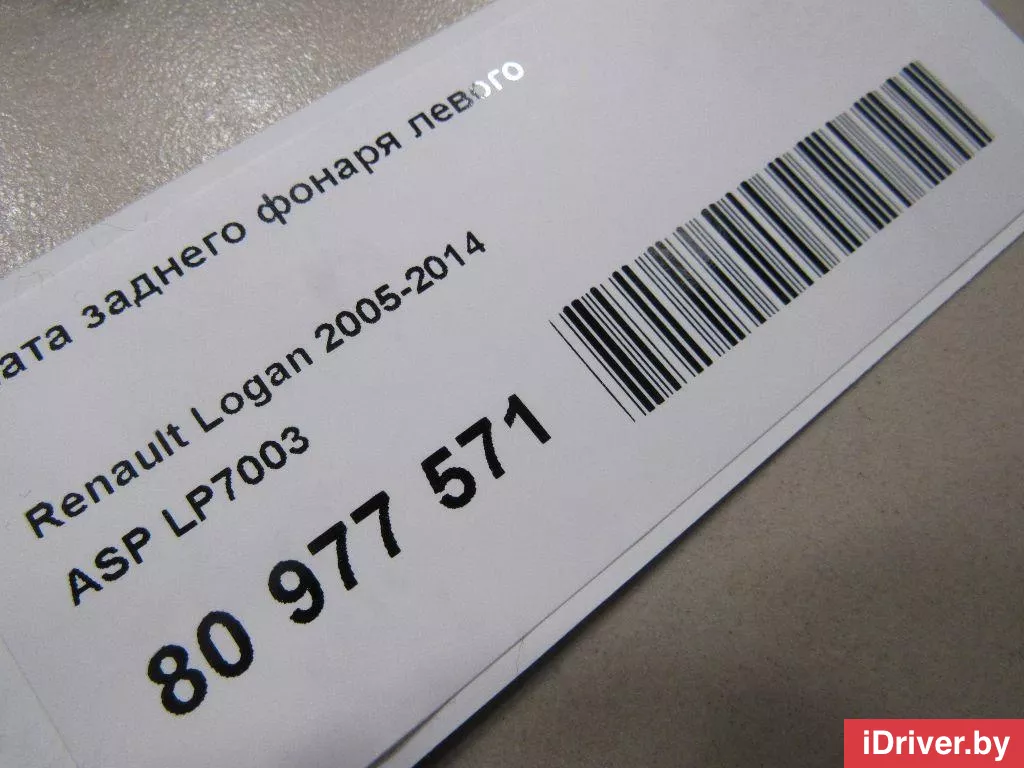 ата заднего фонаря левого
Renault Logan 2005-2014
ASP LP7003
80 977 571
iDriver.by